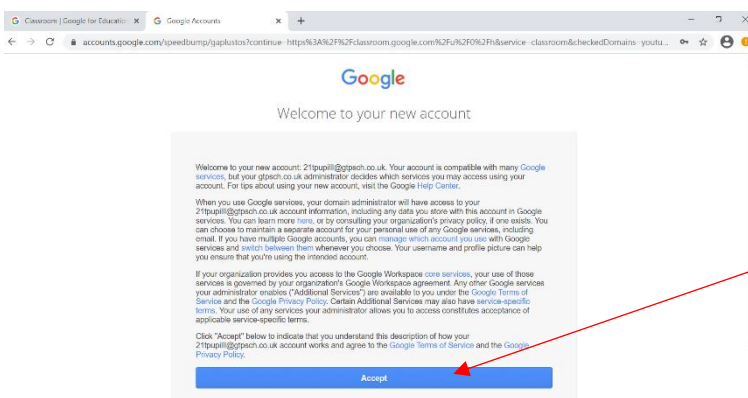 Classroom | Google for Education
Google Accounts
accounts.google.com/speedbump/gaplustos?continue=https%3A%2F%2Fclassroom.google.com%2Fu%2F0%2Fh&service=classroom&checkedDomains=youtu...
Google
Welcome to your new account
Welcome to your new account: 21tpupill@gtpsch.co.uk. Your account is compatible with many Google
services, but your gtpsch.co.uk administrator decides which services you may access using your
account. For tips about using your new account, visit the Google Help Center.
When you use Google services, your domain administrator will have access to your
21tpupill@gtpsch.co.uk account information, including any data you store with this account in Google
services. You can learn more here, or by consulting your organization's privacy policy, if one exists. You
can choose to maintain a separate account for your personal use of any Google services, including
email. If you have multiple Google accounts, you can manage which account you use with Google
services and switch between them whenever you choose. Your username and profile picture can help
you ensure that you're using the intended account.
If your organization provides you access to the Google Workspace core services, your use of those
services is governed by your organization's Google Workspace agreement. Any other Google services
your administrator enables ("Additional Services") are available to you under the Google Terms of
Service and the Google Privacy Policy. Certain Additional Services may also have service-specific
terms. Your use of any services your administrator allows you to access constitutes acceptance of
applicable service-specific terms.
Click "Accept" below to indicate that you understand this description of how your
21tpupill@gtpsch.co.uk account works and agree to the Google Terms of Service and the Google
Privacy Policy.
Accept